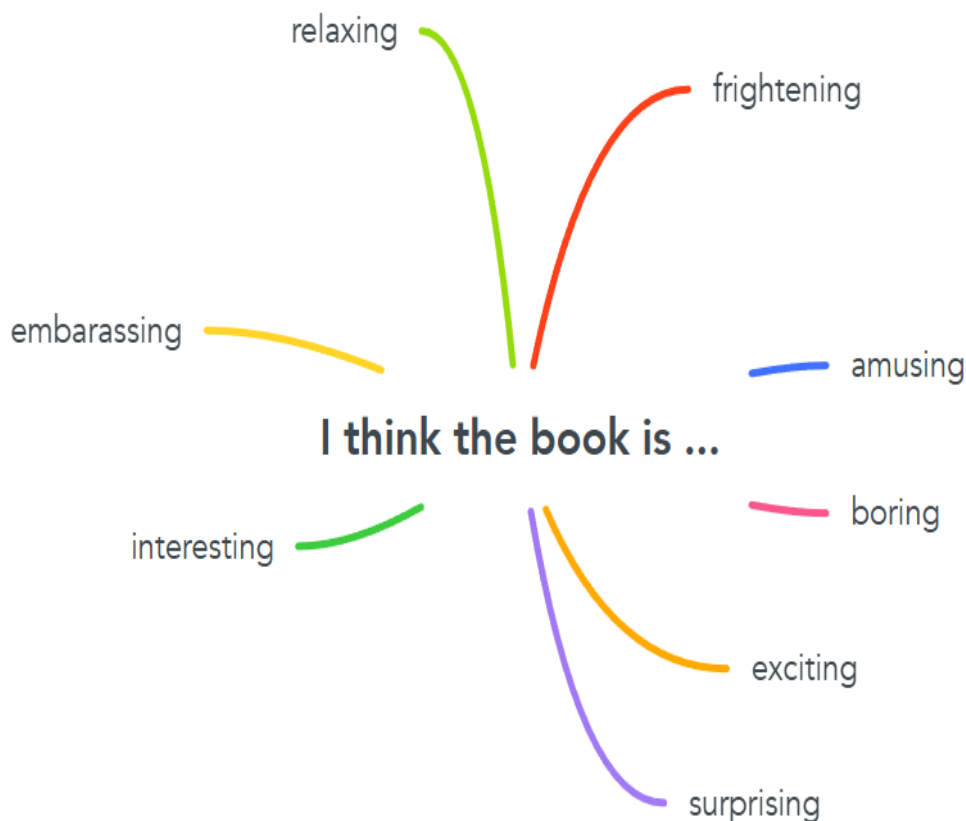 relaxing
frightening
embarassing
amusing
I think the book is ...
interesting
boring
exciting
surprising